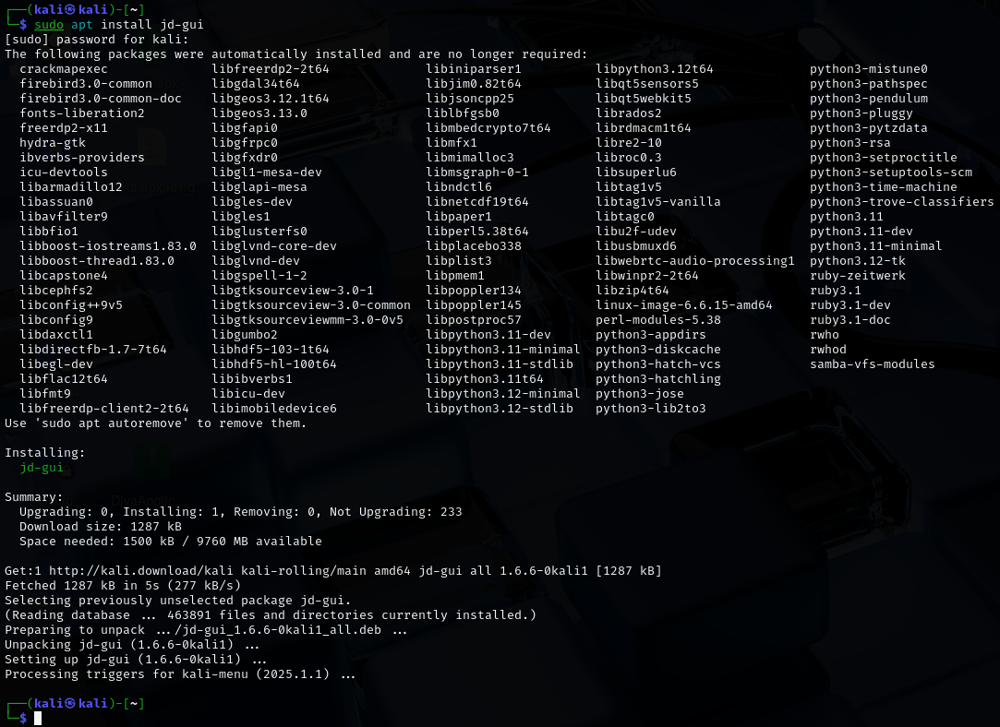 ┌──(kali㉿kali)-[~]
└─$ sudo apt install jd-gui
[sudo] password for kali:
The following packages were automatically installed and are no longer required:
  crackmapexec              libfreerdp2-2t64            libiniparser1         libpython3.12t64             python3-mistune0
  firebird3.0-common        libgdal34t64                libjim0.82t64         libqt5sensors5               python3-pathspec
  firebird3.0-common-doc    libgeos3.12.1t64            libjsoncpp25          libqt5webkit5                python3-pendulum
  fonts-liberation2         libgeos3.13.0               liblbfgsb0            librados2                    python3-pluggy
  freerdp2-x11              libgfapi0                   libmbedcrypto7t64     librdmacm1t64                python3-pytzdata
  hydra-gtk                 libgfrpc0                   libmfx1               libre2-10                    python3-rsa
  ibverbs-providers         libgfxdr0                   libmimalloc3          libroc0.3                    python3-setproctitle
  icu-devtools              libgl1-mesa-dev             libmsgraph-0-1        libsuperlu6                  python3-setuptools-scm
  libarmadillo12            libglapi-mesa               libndctl6             libtag1v5                    python3-time-machine
  libassuan0                libgles-dev                 libnetcdf19t64        libtag1v5-vanilla            python3-trove-classifiers
  libavfilter9              libgles1                    libpaper1             libtagc0                     python3.11
  libbfio1                  libglusterfs0               libperl5.38t64        libu2f-udev                  python3.11-dev
  libboost-iostreams1.83.0  libglvnd-core-dev           libplacebo338         libusbmuxd6                  python3.11-minimal
  libboost-thread1.83.0     libglvnd-dev                libplist3             libwebrtc-audio-processing1  python3.12-tk
  libcapstone4              libgspell-1-2               libpmem1              libwinpr2-2t64               ruby-zeitwerk
  libcephfs2                libgtksourceview-3.0-1      libpoppler134         libzip4t64                   ruby3.1
  libconfig++9v5            libgtksourceview-3.0-common libpoppler145         linux-image-6.6.15-amd64     ruby3.1-dev
  libconfig9                libgtksourceviewmm-3.0-0v5  libpostproc57         perl-modules-5.38            ruby3.1-doc
  libdaxctl1                libgumbo2                   libpython3.11-dev     python3-appdirs              rwho
  libdirectfb-1.7-7t64      libhdf5-103-1t64            libpython3.11-minimal python3-diskcache            rwhod
  libegl-dev                libhdf5-hl-100t64           libpython3.11-stdlib  python3-hatch-vcs            samba-vfs-modules
  libflac12t64              libibverbs1                 libpython3.11t64      python3-hatchling
  libfmt9                   libicu-dev                  libpython3.12-minimal python3-jose
  libfreerdp-client2-2t64   libimobiledevice6           libpython3.12-stdlib  python3-lib2to3
Use 'sudo apt autoremove' to remove them.

Installing:
  jd-gui

Summary:
  Upgrading: 0, Installing: 1, Removing: 0, Not Upgrading: 233
  Download size: 1287 kB
  Space needed: 1500 kB / 9760 MB available

Get:1 http://kali.download/kali kali-rolling/main amd64 jd-gui all 1.6.6-0kali1 [1287 kB]
Fetched 1287 kB in 5s (277 kB/s)
Selecting previously unselected package jd-gui.
(Reading database ... 463891 files and directories currently installed.)
Preparing to unpack .../jd-gui_1.6.6-0kali1_all.deb ...
Unpacking jd-gui (1.6.6-0kali1) ...
Setting up jd-gui (1.6.6-0kali1) ...
Processing triggers for kali-menu (2025.1.1) ...

┌──(kali㉿kali)-[~]
└─$